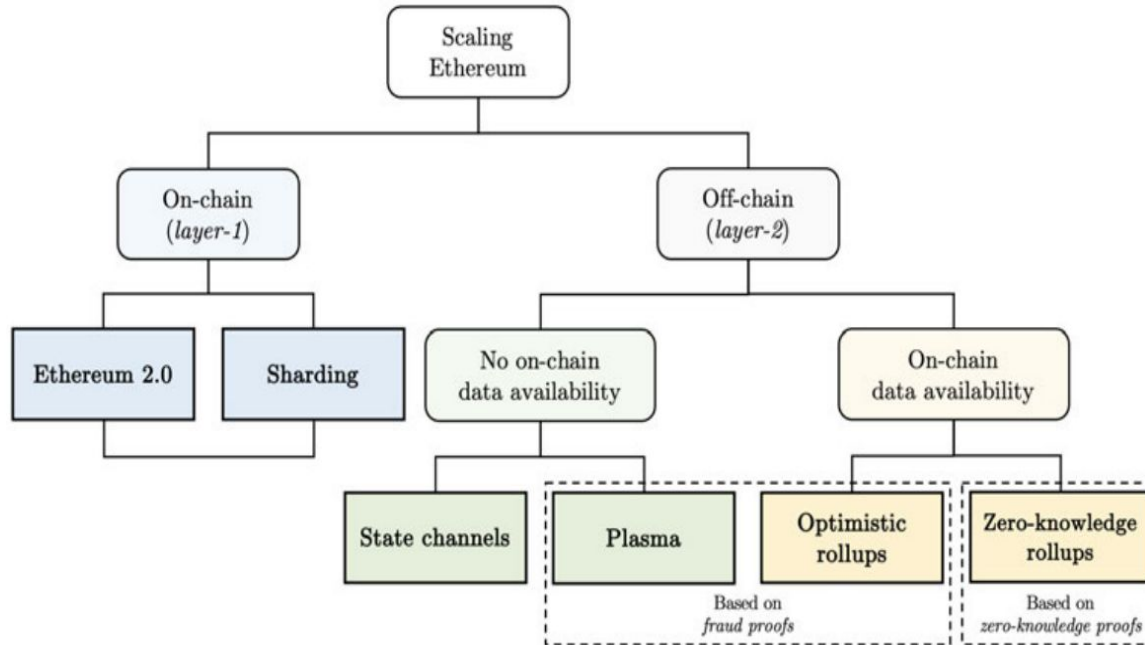 Scaling
Ethereum
On-chain
(layer-1)
Off-chain
(layer-2)
Ethereum 2.0
Sharding
No on-chain
data availability
On-chain
data availability
State channels
Plasma
Optimistic
rollups
Zero-knowledge
rollups
Based on
fraud proofs
Based on
zero-knowledge proofs